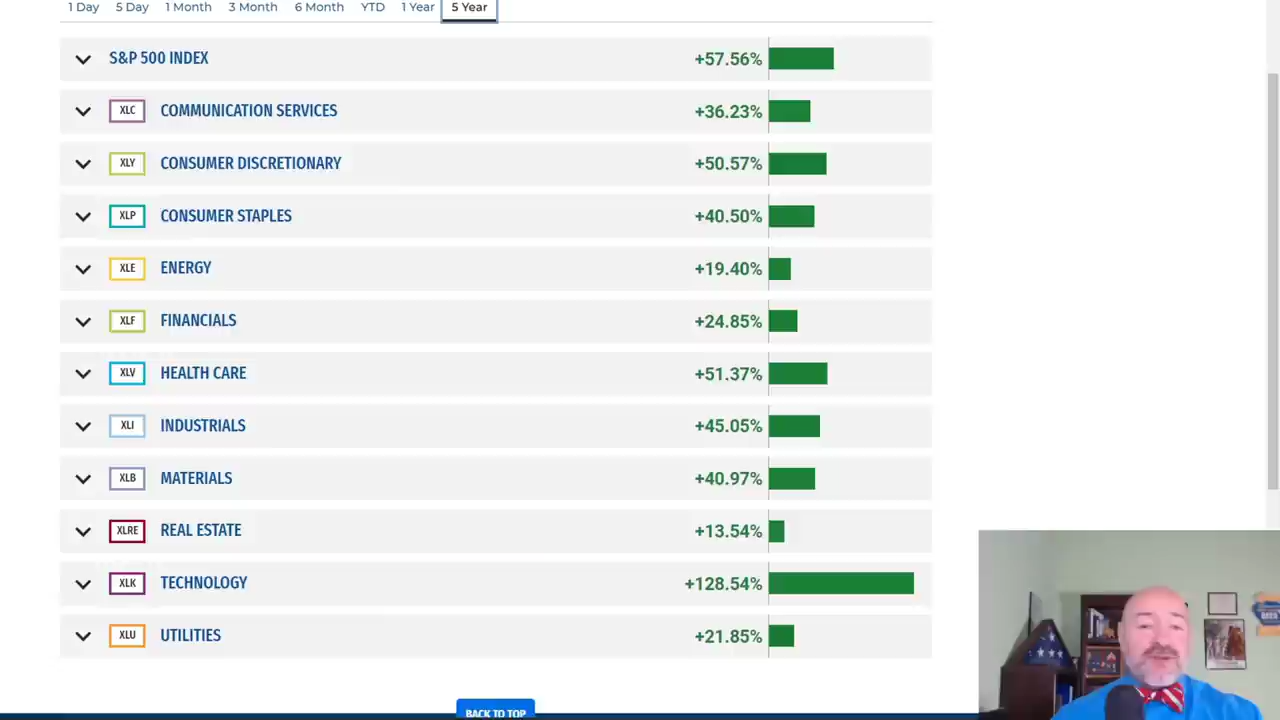 1 Day 5 Day 1 Month 3 Month 6 Month YTD 1 Year 5 Year
S&P 500 INDEX +57.56%
XLC COMMUNICATION SERVICES +36.23%
XLY CONSUMER DISCRETIONARY +50.57%
XLP CONSUMER STAPLES +40.50%
XLE ENERGY +19.40%
XLF FINANCIALS +24.85%
XLV HEALTH CARE +51.37%
XLI INDUSTRIALS +45.05%
XLB MATERIALS +40.97%
XLRE REAL ESTATE +13.54%
XLK TECHNOLOGY +128.54%
XLU UTILITIES +21.85%
BACK TO TOP